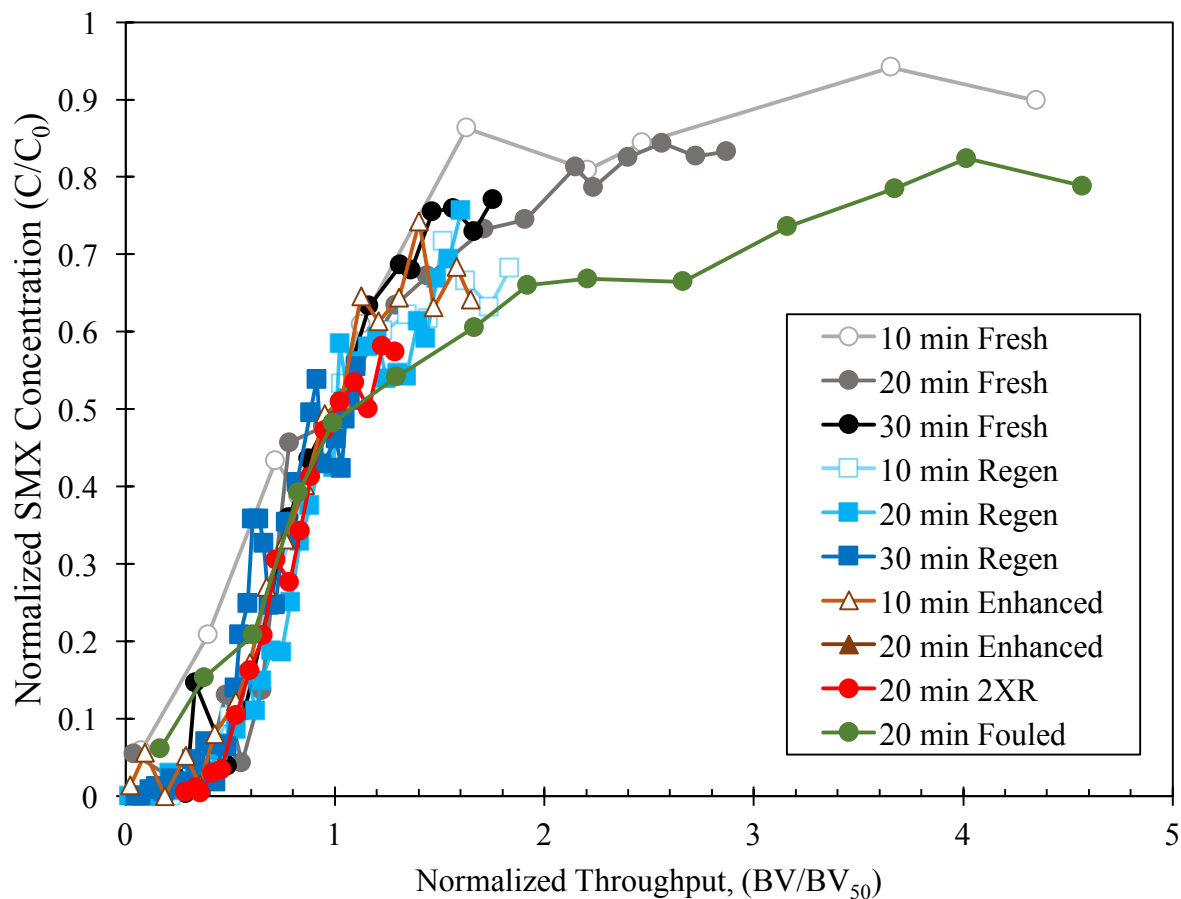 Normalized SMX Concentration (C/C₀)
1
0.9
0.8
0.7
0.6
0.5
0.4
0.3
0.2
0.1
0
10 min Fresh
20 min Fresh
30 min Fresh
10 min Regen
20 min Regen
30 min Regen
10 min Enhanced
20 min Enhanced
20 min 2XR
20 min Fouled
0 1 2 3 4 5
Normalized Throughput, (BV/BV₅₀)